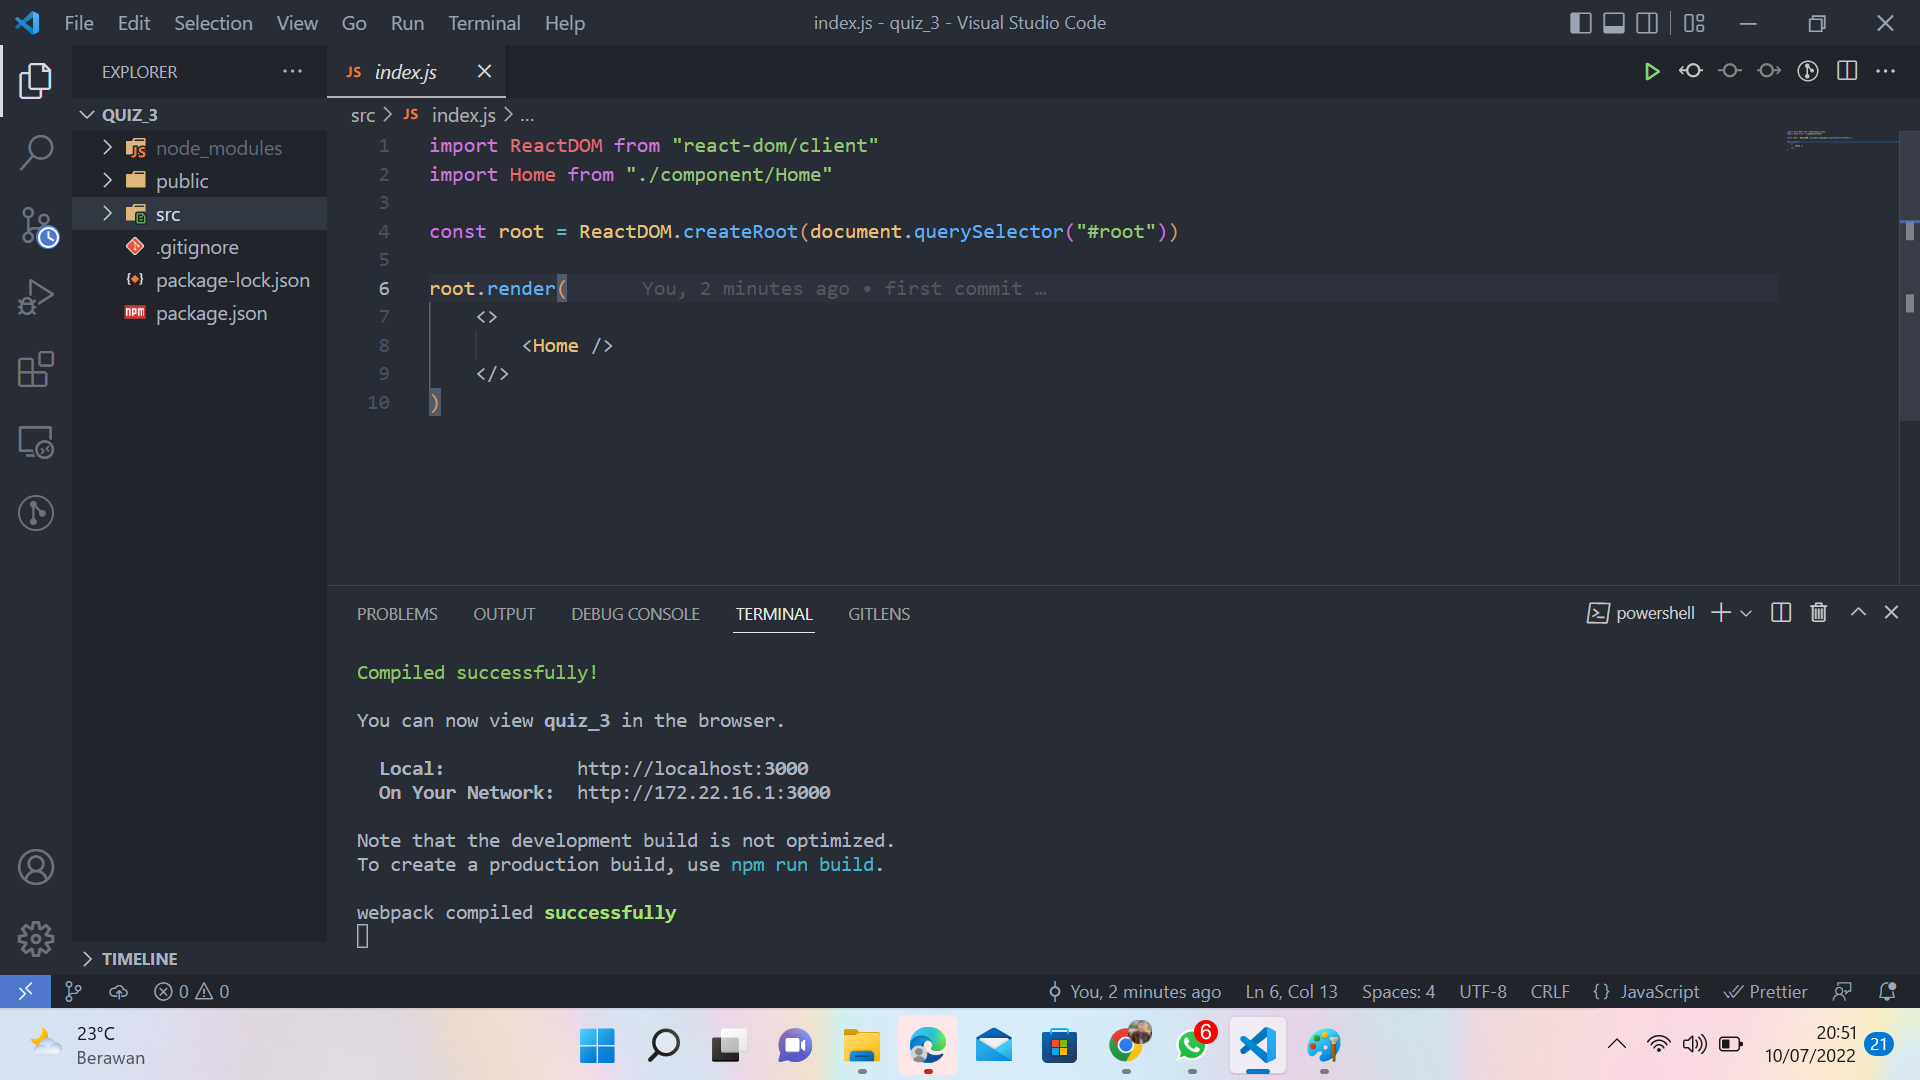 File Edit Selection View Go Run Terminal Help
index.js - quiz_3 - Visual Studio Code
EXPLORER
JS index.js
QUIZ_3
node_modules
public
src
.gitignore
package-lock.json
package.json
TIMELINE
src > JS index.js > ...
1 import ReactDOM from "react-dom/client"
2 import Home from "./component/Home"
3
4 const root = ReactDOM.createRoot(document.querySelector("#root"))
5
6 root.render( You, 2 minutes ago • first commit …
7 <>
8 <Home />
9 </>
10 )
PROBLEMS OUTPUT DEBUG CONSOLE TERMINAL GITLENS
powershell
Compiled successfully!
You can now view quiz_3 in the browser.
Local: http://localhost:3000
On Your Network: http://172.22.16.1:3000
Note that the development build is not optimized.
To create a production build, use npm run build.
webpack compiled successfully
0 0
You, 2 minutes ago Ln 6, Col 13 Spaces: 4 UTF-8 CRLF {} JavaScript Prettier
23°C
Berawan
6
20:51
10/07/2022
21